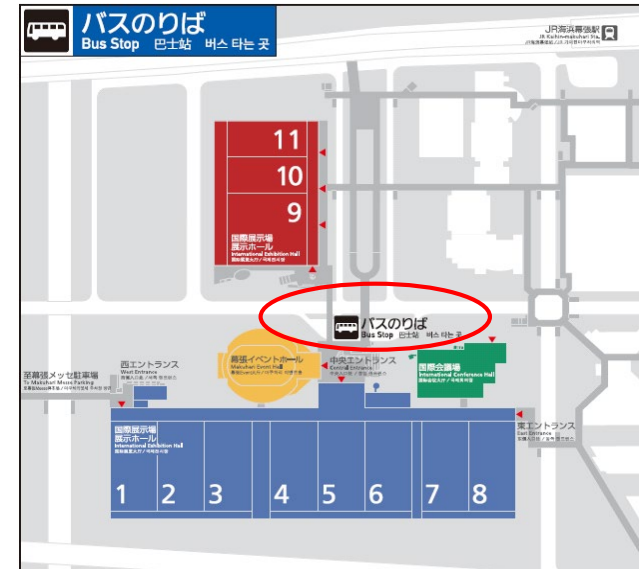 バスのりば
Bus Stop 巴士站 버스 타는 곳
JR海浜幕張駅
11
10
9
国際展示場
展示ホール
International Exhibition Hall
バスのりば
Bus Stop 巴士站 버스 타는 곳
幕張イベントホール
Makuhari Event Hall
中央エントランス
Central Entrance
国際会議場
International Conference Hall
西エントランス
West Entrance
至幕張メッセ駐車場
To Makuhari Messe Parking
東エントランス
East Entrance
国際展示場
展示ホール
International Exhibition Hall
1 2 3 4 5 6 7 8